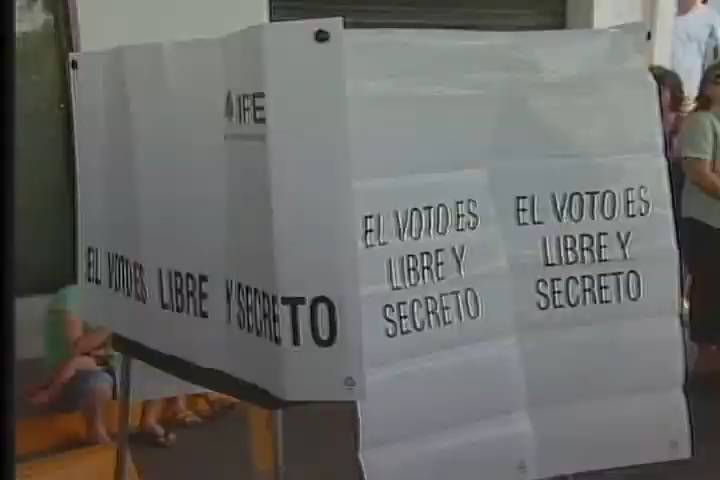 IFE
EL VOTO ES LIBRE Y SECRETO
EL VOTO ES
LIBRE Y
SECRETO
EL VOTO ES
LIBRE Y
SECRETO